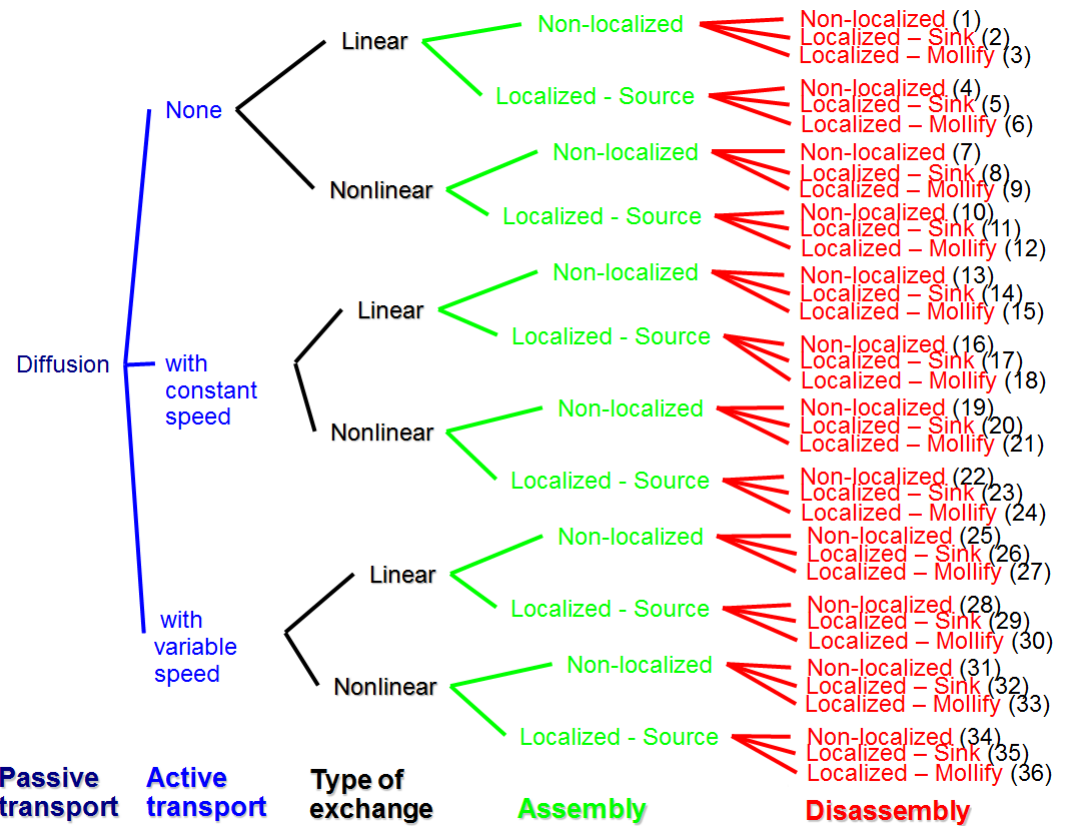 Non-localized
Non-localized (1)
Localized – Sink (2)
Localized – Mollify (3)
Linear
Localized - Source
Non-localized (4)
Localized – Sink (5)
Localized – Mollify (6)
None
Non-localized
Non-localized (7)
Localized – Sink (8)
Localized – Mollify (9)
Nonlinear
Localized - Source
Non-localized (10)
Localized – Sink (11)
Localized – Mollify (12)
Non-localized
Non-localized (13)
Localized – Sink (14)
Localized – Mollify (15)
Linear
Localized - Source
Non-localized (16)
Localized – Sink (17)
Localized – Mollify (18)
Diffusion
with
constant
speed
Non-localized
Non-localized (19)
Localized – Sink (20)
Localized – Mollify (21)
Nonlinear
Localized - Source
Non-localized (22)
Localized – Sink (23)
Localized – Mollify (24)
Non-localized
Non-localized (25)
Localized – Sink (26)
Localized – Mollify (27)
Linear
Localized - Source
Non-localized (28)
Localized – Sink (29)
Localized – Mollify (30)
with
variable
speed
Non-localized
Non-localized (31)
Localized – Sink (32)
Localized – Mollify (33)
Nonlinear
Localized - Source
Non-localized (34)
Localized – Sink (35)
Localized – Mollify (36)
Passive
transport
Active
transport
Type of
exchange
Assembly
Disassembly